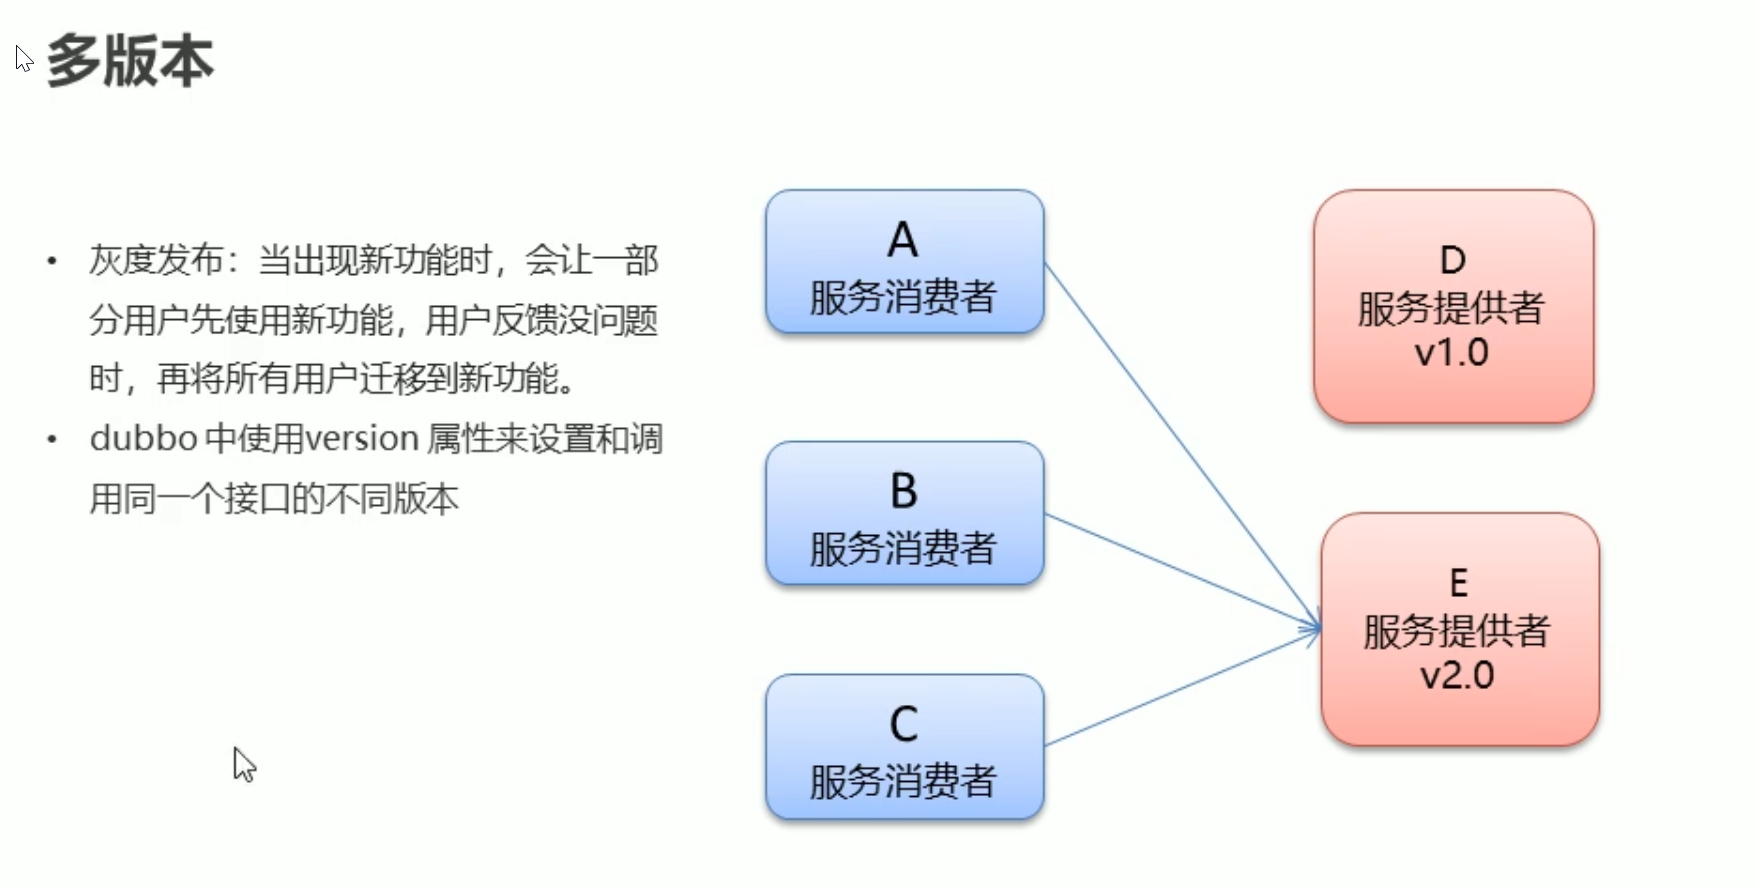 多版本
• 灰度发布：当出现新功能时，会让一部
分用户先使用新功能，用户反馈没问题
时，再将所有用户迁移到新功能。
• dubbo 中使用version 属性来设置和调
用同一个接口的不同版本
A
服务消费者
B
服务消费者
C
服务消费者
D
服务提供者
v1.0
E
服务提供者
v2.0